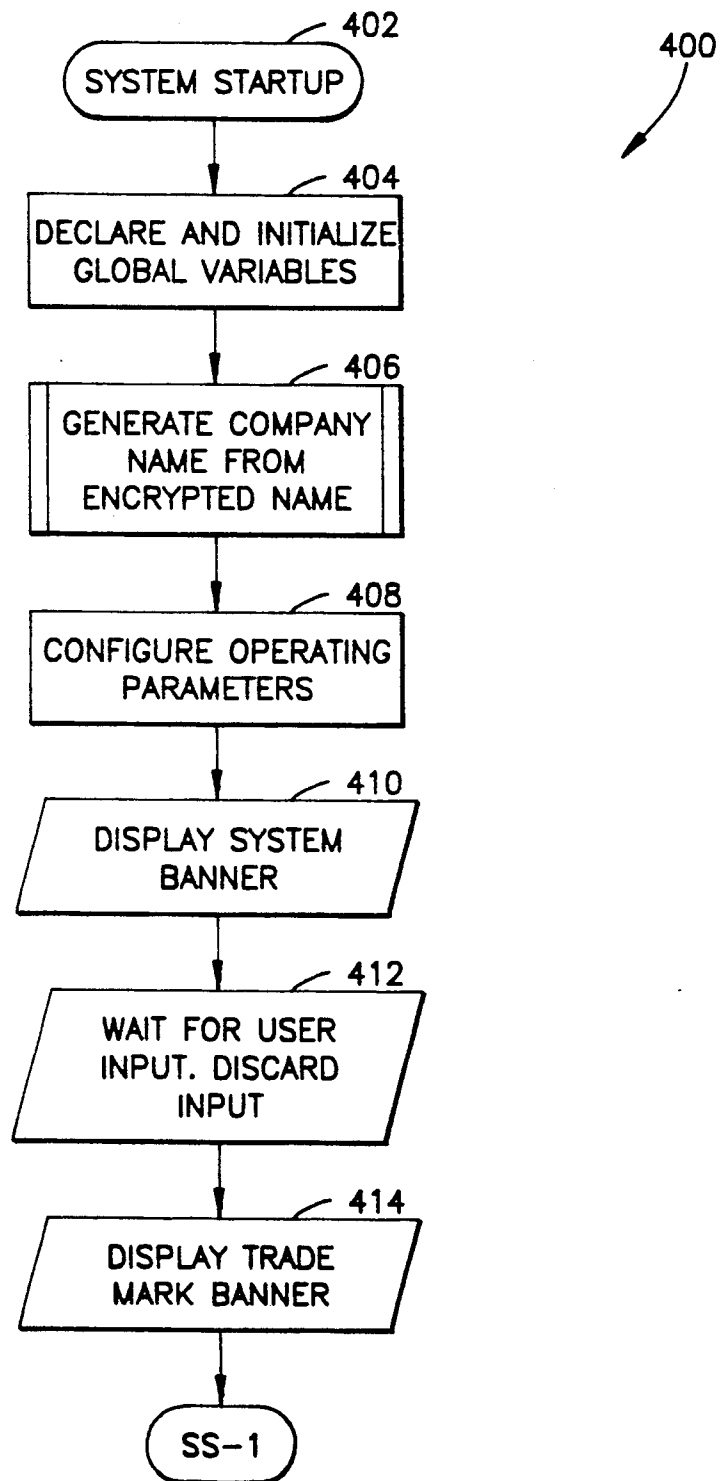 402
400
SYSTEM STARTUP
404
DECLARE AND INITIALIZE
GLOBAL VARIABLES
406
GENERATE COMPANY
NAME FROM
ENCRYPTED NAME
408
CONFIGURE OPERATING
PARAMETERS
410
DISPLAY SYSTEM
BANNER
412
WAIT FOR USER
INPUT. DISCARD
INPUT
414
DISPLAY TRADE
MARK BANNER
SS-1